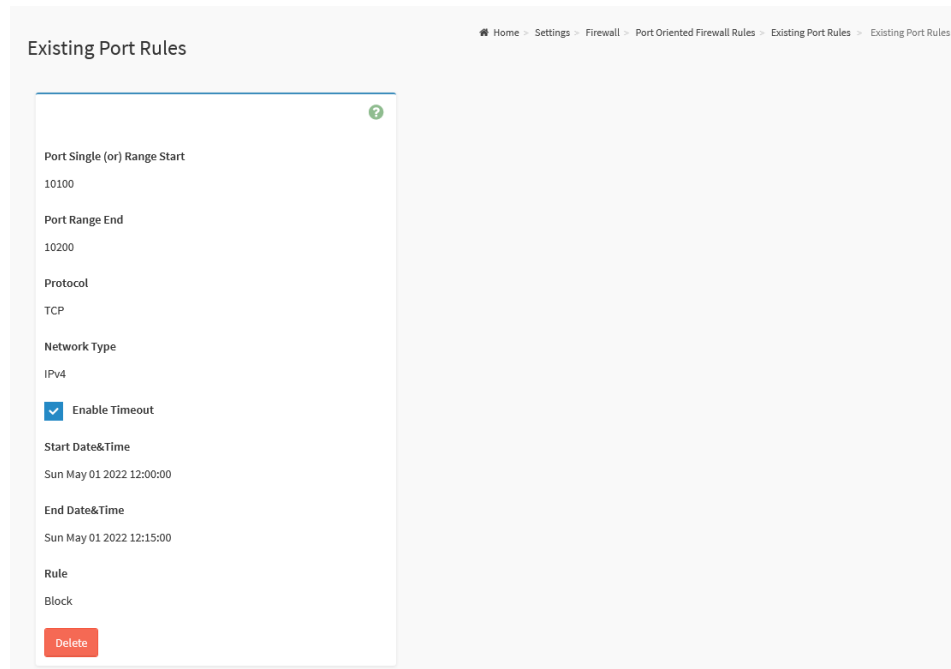 Existing Port Rules
Home > Settings > Firewall > Port Oriented Firewall Rules > Existing Port Rules > Existing Port Rules
Port Single (or) Range Start
10100
Port Range End
10200
Protocol
TCP
Network Type
IPv4
Enable Timeout
Start Date&Time
Sun May 01 2022 12:00:00
End Date&Time
Sun May 01 2022 12:15:00
Rule
Block
Delete